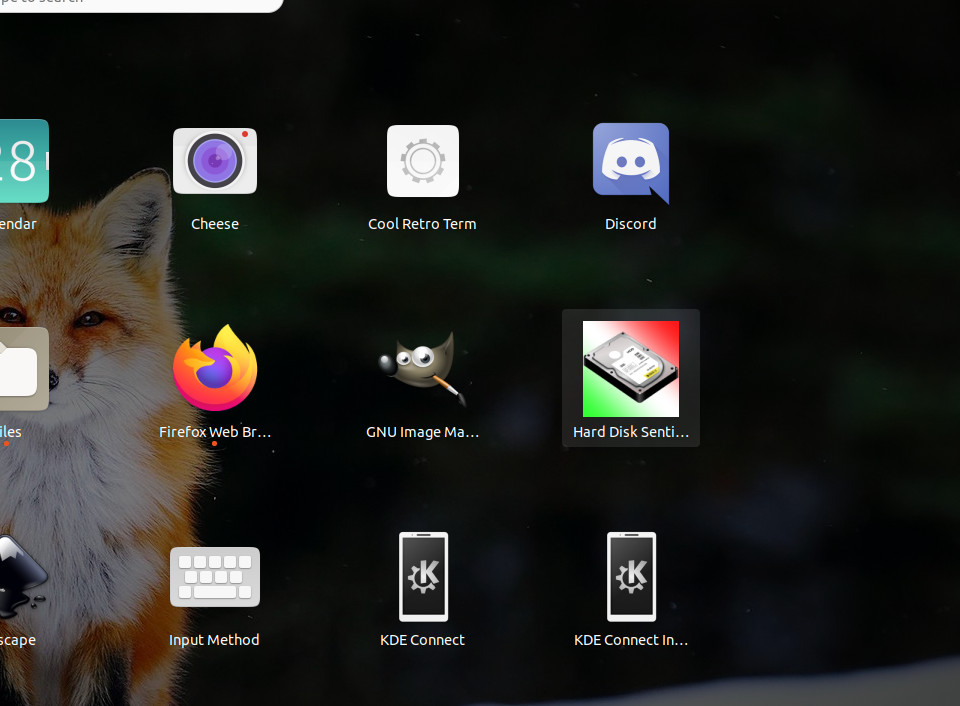 pe to search
28
endar
Cheese
Cool Retro Term
Discord
iles
Firefox Web Br…
GNU Image Ma…
Hard Disk Senti…
scape
Input Method
KDE Connect
KDE Connect In…